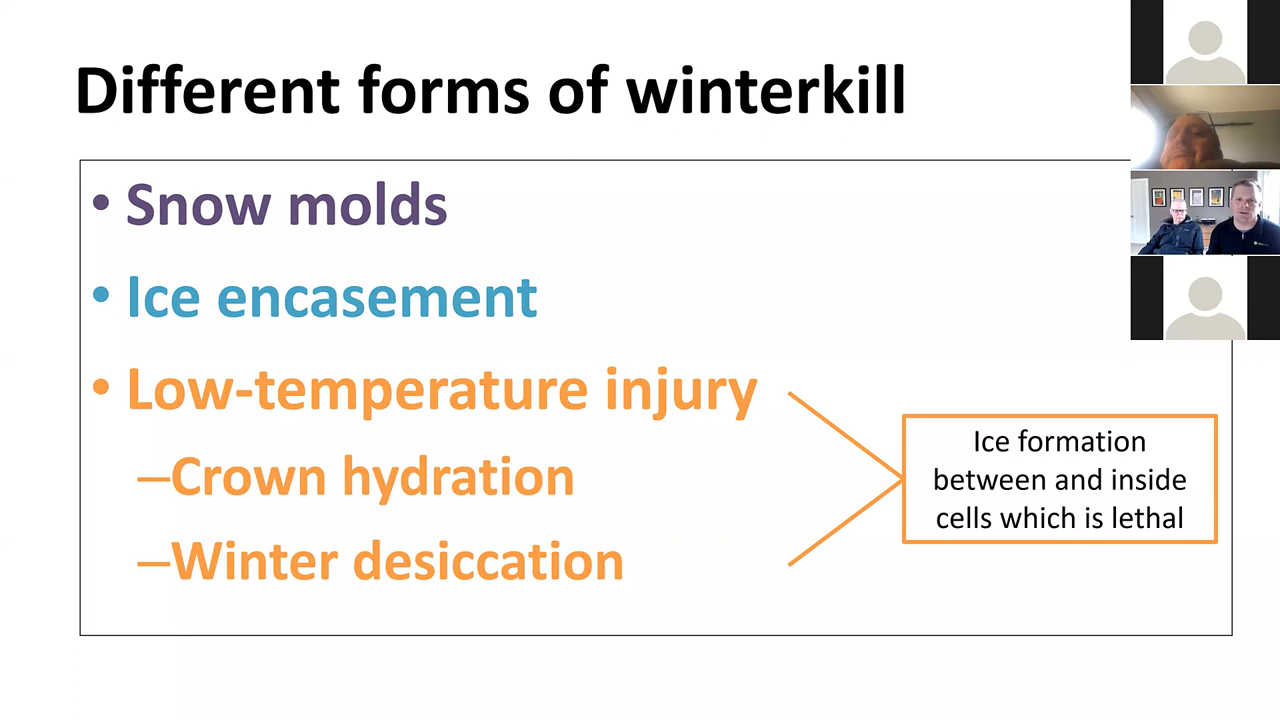 Different forms of winterkill
• Snow molds
• Ice encasement
• Low-temperature injury
–Crown hydration
–Winter desiccation
Ice formation
between and inside
cells which is lethal